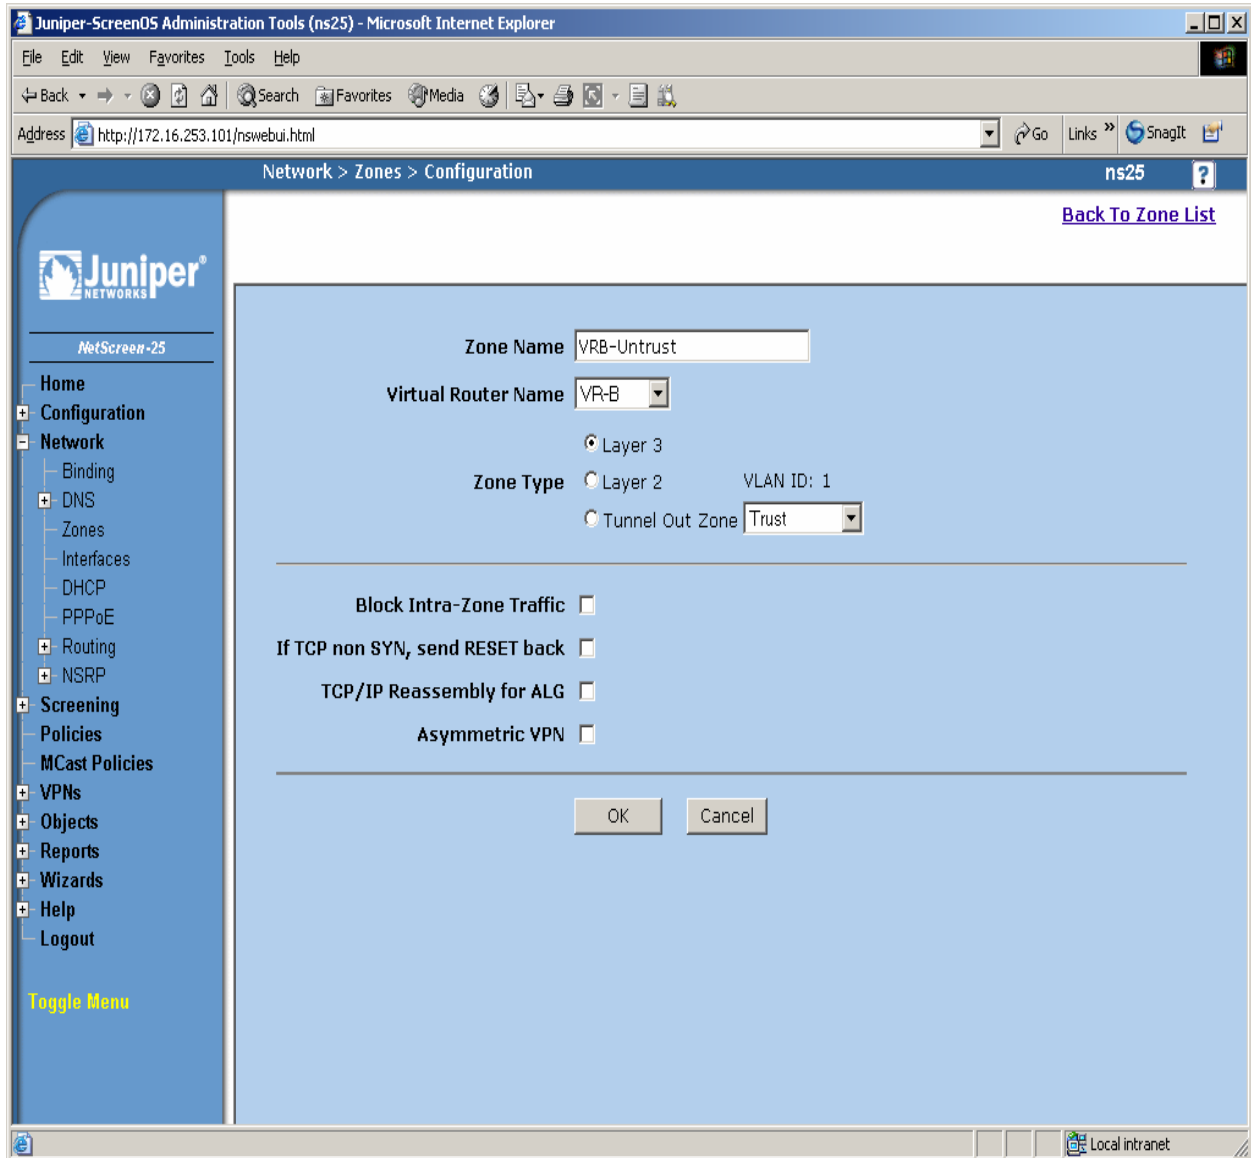 Juniper-ScreenOS Administration Tools (ns25) - Microsoft Internet Explorer
File Edit View Favorites Tools Help
Back Search Favorites Media
Address http://172.16.253.101/nswebui.html Go Links » SnagIt
Network > Zones > Configuration ns25 ?
Back To Zone List
Juniper®
NETWORKS
NetScreen-25
Home
Configuration
Network
Binding
DNS
Zones
Interfaces
DHCP
PPPoE
Routing
NSRP
Screening
Policies
MCast Policies
VPNs
Objects
Reports
Wizards
Help
Logout
Toggle Menu
Zone Name VRB-Untrust
Virtual Router Name VR-B
Layer 3
Zone Type Layer 2 VLAN ID: 1
Tunnel Out Zone Trust
Block Intra-Zone Traffic
If TCP non SYN, send RESET back
TCP/IP Reassembly for ALG
Asymmetric VPN
OK Cancel
Local intranet